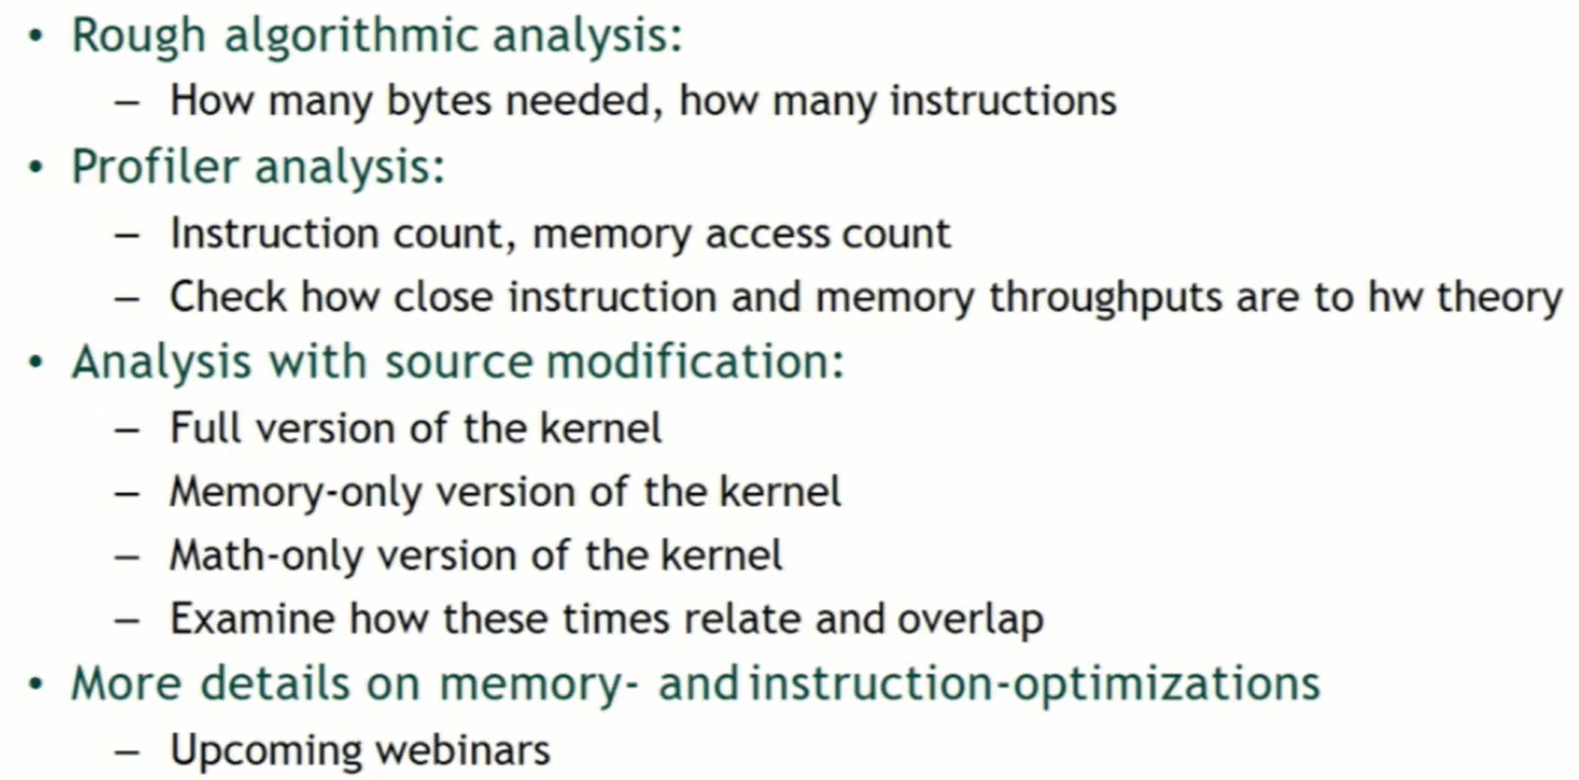 • Rough algorithmic analysis:
– How many bytes needed, how many instructions
• Profiler analysis:
– Instruction count, memory access count
– Check how close instruction and memory throughputs are to hw theory
• Analysis with source modification:
– Full version of the kernel
– Memory-only version of the kernel
– Math-only version of the kernel
– Examine how these times relate and overlap
• More details on memory- and instruction-optimizations
– Upcoming webinars